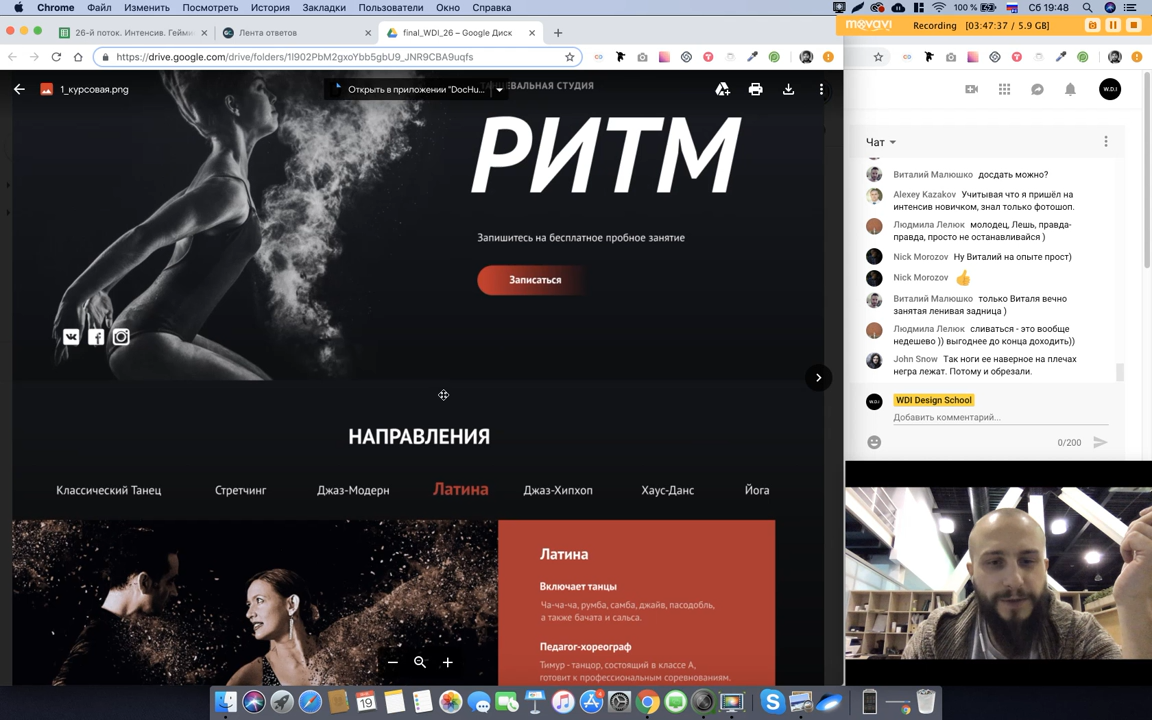 Chrome Файл Изменить Посмотреть История Закладки Пользователи Окно Справка
100 % Сб 19:48
movavi Recording [03:47:37 / 5.9 GB]
26-й поток. Интенсив. Гейми
Лента ответов
final_WDI_26 – Google Диск
https://drive.google.com/drive/folders/1I902PbM2gxoYbb5gbU9_JNR9CBA9uqfs
1_курсовая.png
Открыть в приложении "DocHu...
ТАНЦЕВАЛЬНАЯ СТУДИЯ
РИТМ
Запишитесь на бесплатное пробное занятие
Записаться
НАПРАВЛЕНИЯ
Классический Танец
Стретчинг
Джаз-Модерн
Латина
Джаз-Хипхоп
Хаус-Данс
Йога
Латина
Включает танцы
Ча-ча-ча, румба, самба, джайв, пасодобль,
а также бачата и сальса.
Педагог-хореограф
Тимур - танцор, состоящий в классе А,
готовит к профессиональным соревнованиям.
W.D.I
Чат
Виталий Малюшко досдать можно?
Alexey Kazakov Учитывая что я пришёл на
интенсив новичком, знал только фотошоп.
Людмила Лелюк молодец, Лешь, правда-
правда, просто не останавливайся )
Nick Morozov Ну Виталий на опыте прост)
Nick Morozov 👍
Виталий Малюшко только Виталя вечно
занятая ленивая задница )
Людмила Лелюк сливаться - это вообще
недешево )) выгоднее до конца доходить))
John Snow Так ноги ее наверное на плечах
негра лежат. Потому и обрезали.
W.D.I
WDI Design School
Добавить комментарий...
0/200